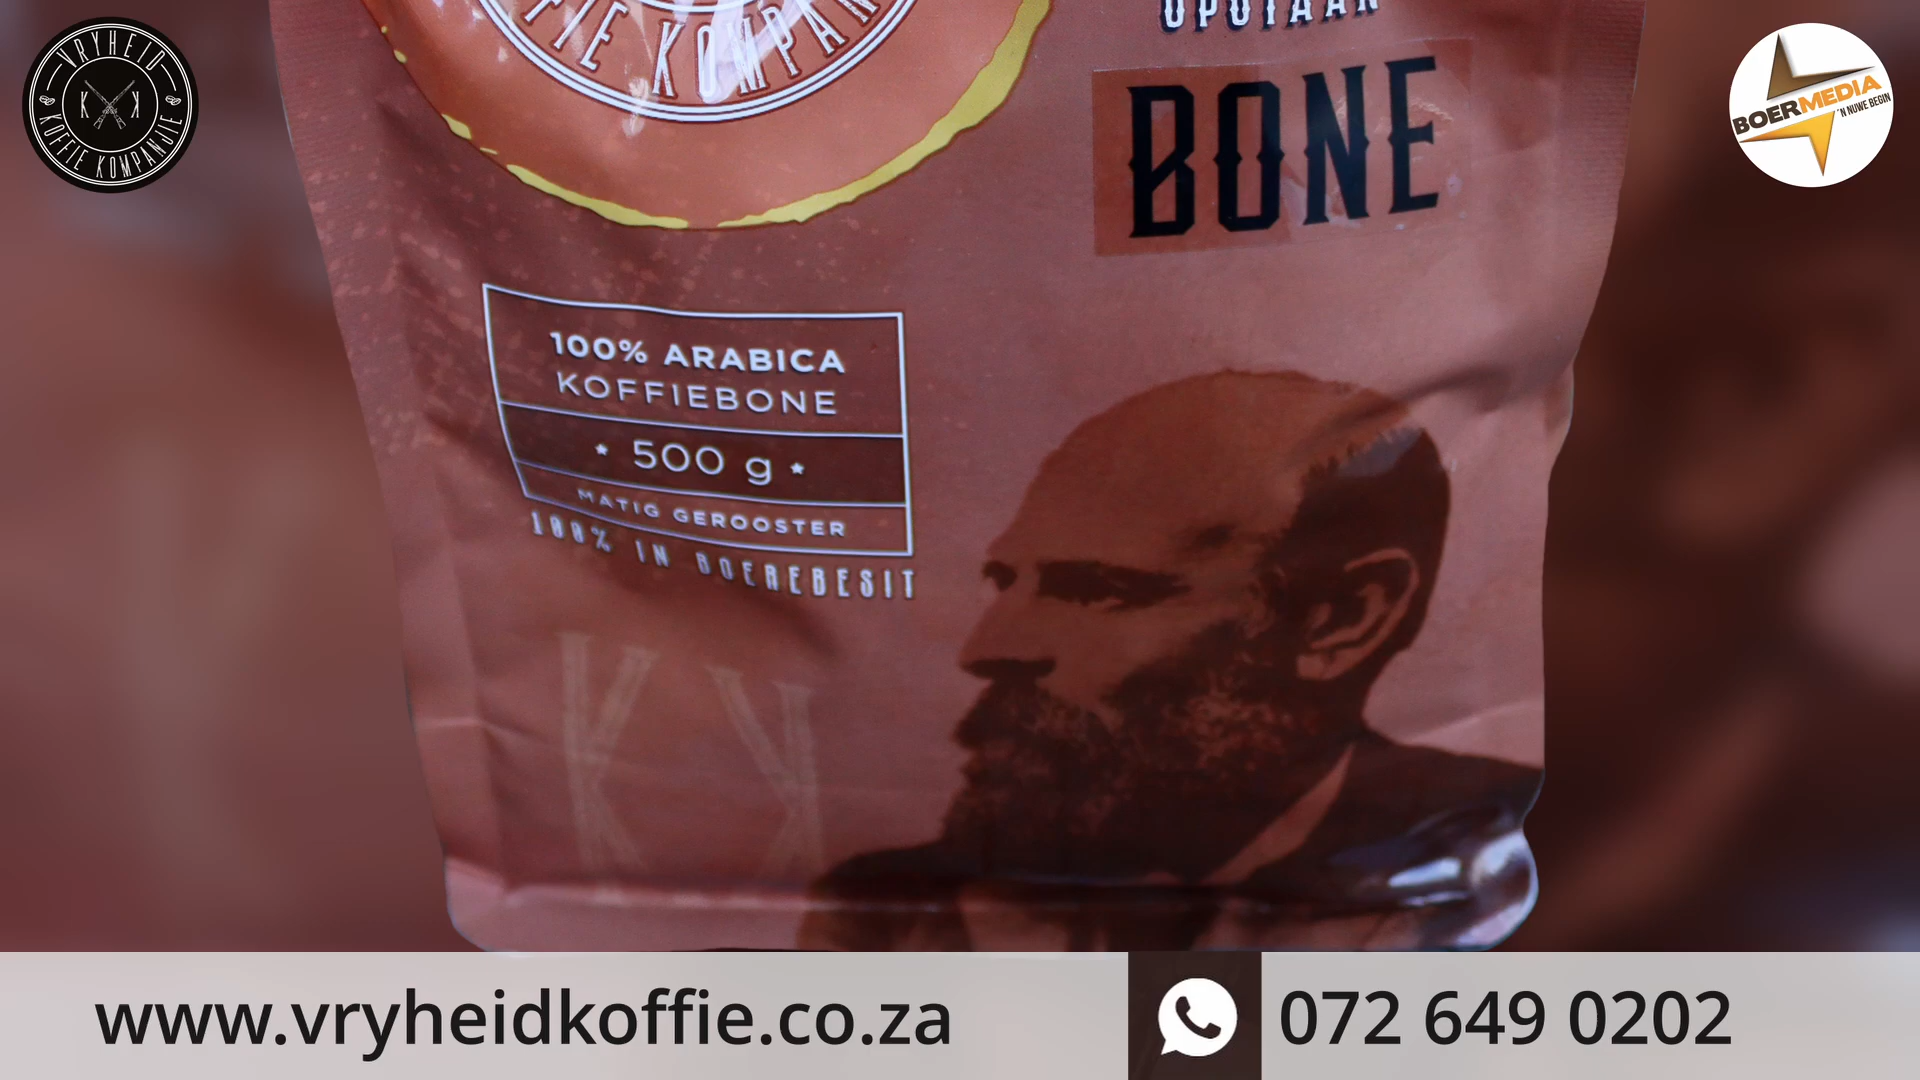 VRYHEID
K K
KOFFIE KOMPANJIE
BOERMEDIA
'N NUWE BEGIN
BONE
100% ARABICA
KOFFIEBONE
500 g
MATIG GEROOSTER
100% IN BOEREBESIT
K K
www.vryheidkoffie.co.za
072 649 0202